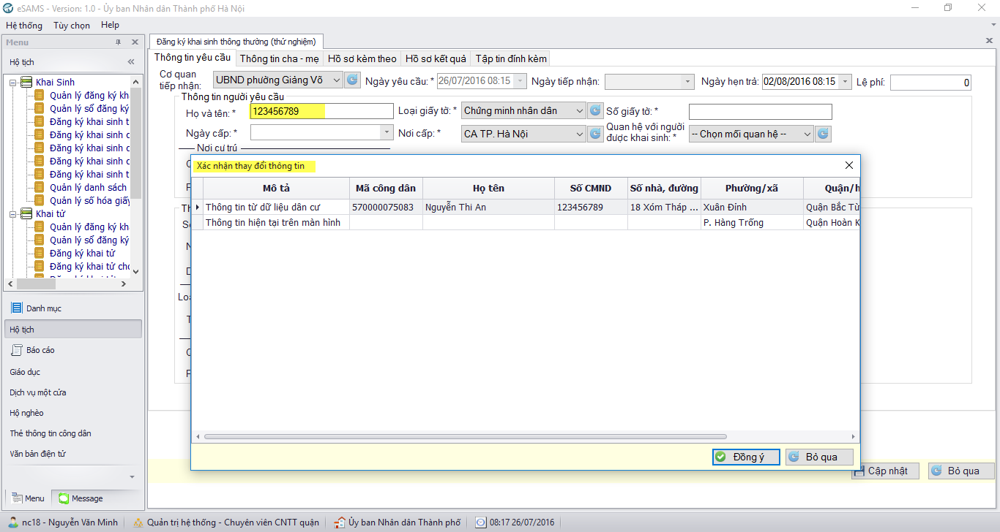 eSAMS - Version: 1.0 - Ủy ban Nhân dân Thành phố Hà Nội
Hệ thống Tùy chọn Help
Menu
Hộ tịch
Khai Sinh
Quản lý đăng ký kh
Quản lý sổ đăng ký
Đăng ký khai sinh t
Đăng ký khai sinh c
Đăng ký khai sinh c
Đăng ký khai sinh c
Đăng ký khai sinh t
Quản lý danh sách
Quản lý số hóa giấy
Khai tử
Quản lý đăng ký kh
Quản lý sổ đăng ký
Đăng ký khai tử
Đăng ký khai tử cho
Danh mục
Hộ tịch
Báo cáo
Giáo dục
Dịch vụ một cửa
Hộ nghèo
Thẻ thông tin công dân
Văn bản điện tử
Menu Message
Đăng ký khai sinh thông thường (thử nghiệm)
Thông tin yêu cầu Thông tin cha - mẹ Hồ sơ kèm theo Hồ sơ kết quả Tập tin đính kèm
Cơ quan tiếp nhận: UBND phường Giảng Võ Ngày yêu cầu: * 26/07/2016 08:15 Ngày tiếp nhận: Ngày hẹn trả: 02/08/2016 08:15 Lệ phí: 0
Thông tin người yêu cầu
Họ và tên: * 123456789 Loại giấy tờ: * Chứng minh nhân dân Số giấy tờ: *
Ngày cấp: * Nơi cấp: * CA TP. Hà Nội Quan hệ với người được khai sinh: * -- Chọn mối quan hệ --
Nơi cư trú
Xác nhận thay đổi thông tin
Mô tả Mã công dân Họ tên Số CMND Số nhà, đường Phường/xã Quận/h
Thông tin từ dữ liệu dân cư 570000075083 Nguyễn Thi An 123456789 18 Xóm Tháp ... Xuân Đỉnh Quận Bắc Từ
Thông tin hiện tại trên màn hình P. Hàng Trống Quận Hoàn K
Đồng ý Bỏ qua
Cập nhật Bỏ qua
nc18 - Nguyễn Văn Minh Quản trị hệ thống - Chuyên viên CNTT quận Ủy ban Nhân dân Thành phố 08:17 26/07/2016